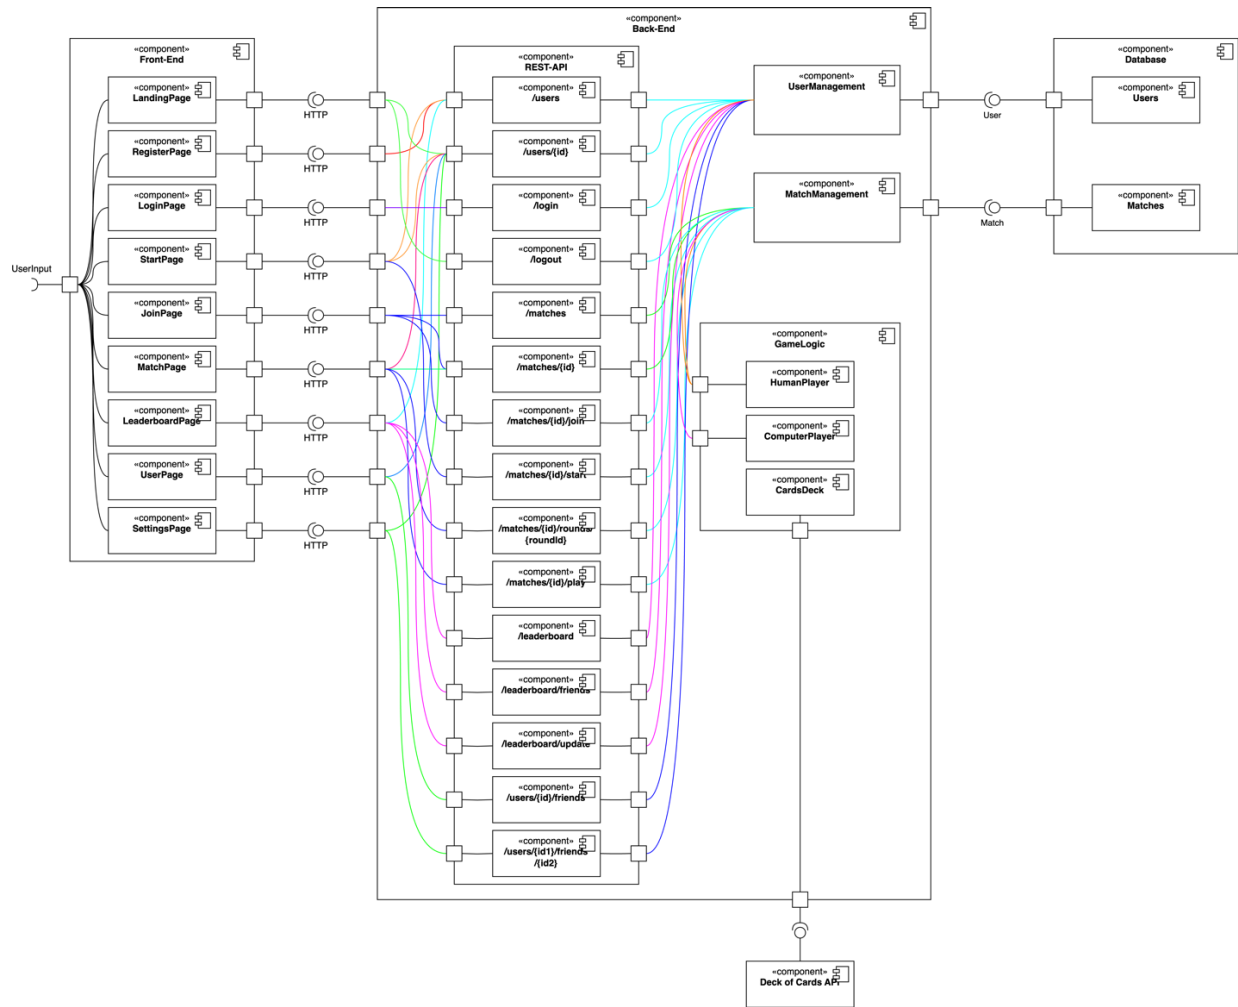 «component»
Back-End
«component»
Front-End
«component»
REST-API
«component»
Database
«component»
LandingPage
HTTP
«component»
/users
«component»
UserManagement
User
«component»
Users
«component»
RegisterPage
HTTP
«component»
/users/{id}
«component»
LoginPage
HTTP
«component»
/login
«component»
MatchManagement
Match
«component»
Matches
UserInput
«component»
StartPage
HTTP
«component»
/logout
«component»
JoinPage
HTTP
«component»
/matches
«component»
GameLogic
«component»
MatchPage
HTTP
«component»
/matches/{id}
«component»
HumanPlayer
«component»
LeaderboardPage
HTTP
«component»
/matches/{id}/join
«component»
ComputerPlayer
«component»
UserPage
HTTP
«component»
/matches/{id}/start
«component»
CardsDeck
«component»
SettingsPage
HTTP
«component»
/matches/{id}/rounds/
{roundId}
«component»
/matches/{id}/play
«component»
/leaderboard
«component»
/leaderboard/friends
«component»
/leaderboard/update
«component»
/users/{id}/friends
«component»
/users/{id1}/friends
/{id2}
«component»
Deck of Cards API